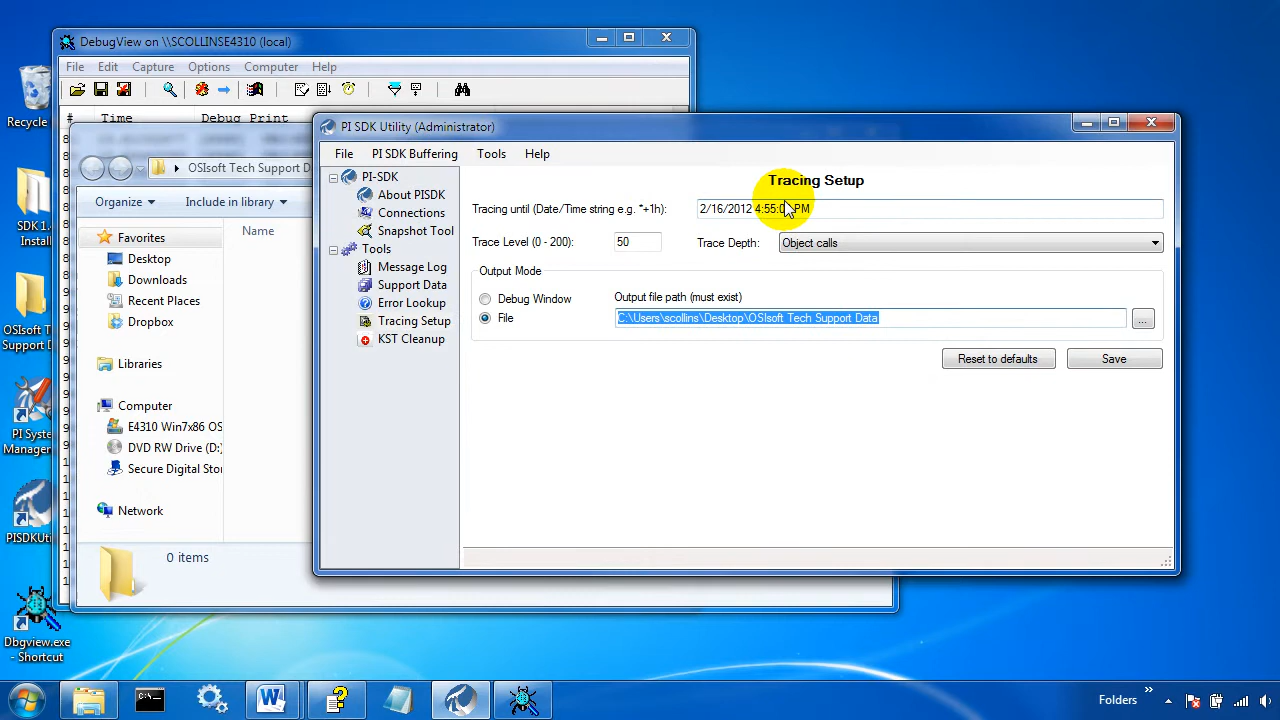 DebugView on \\SCOLLINSE4310 (local)
File Edit Capture Options Computer Help
# Time Debug Print
Recycle
SDK 1.4
Install
OSIsoft Tech
Support D
PI System
Manager
PISDKUti
Dbgview.exe
- Shortcut
OSIsoft Tech Support D
Organize
Include in library
Name
Favorites
Desktop
Downloads
Recent Places
Dropbox
Libraries
Computer
E4310 Win7x86 OS
DVD RW Drive (D:)
Secure Digital Stor
Network
0 items
PI SDK Utility (Administrator)
File PI SDK Buffering Tools Help
PI-SDK
About PISDK
Connections
Snapshot Tool
Tools
Message Log
Support Data
Error Lookup
Tracing Setup
KST Cleanup
Tracing Setup
Tracing until (Date/Time string e.g. *+1h):
2/16/2012 4:55:0 PM
Trace Level (0 - 200):
50
Trace Depth:
Object calls
Output Mode
Debug Window
File
Output file path (must exist)
C:\Users\scollins\Desktop\OSIsoft Tech Support Data
...
Reset to defaults
Save
Folders